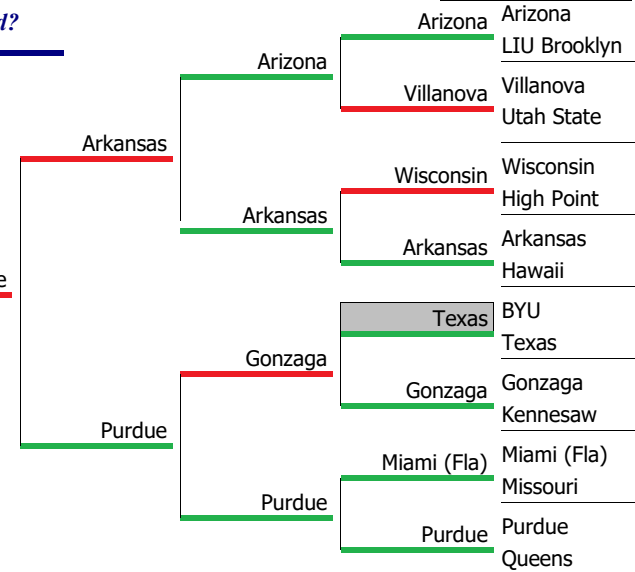 d?
Arizona
Arizona
LIU Brooklyn
Arizona
Villanova
Villanova
Utah State
Arkansas
Wisconsin
Wisconsin
High Point
Arkansas
Arkansas
Arkansas
Hawaii
e
Texas
BYU
Texas
Gonzaga
Gonzaga
Gonzaga
Kennesaw
Purdue
Miami (Fla)
Miami (Fla)
Missouri
Purdue
Purdue
Purdue
Queens